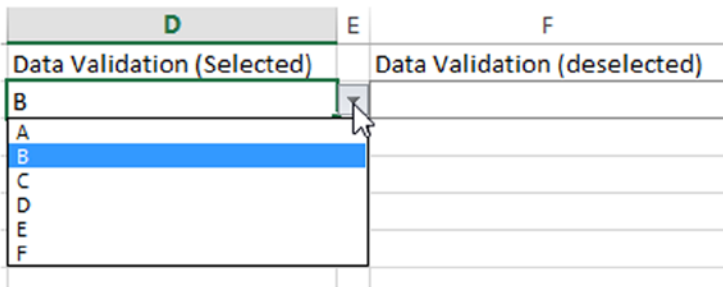 D E F
Data Validation (Selected) Data Validation (deselected)
B
A
B
C
D
E
F